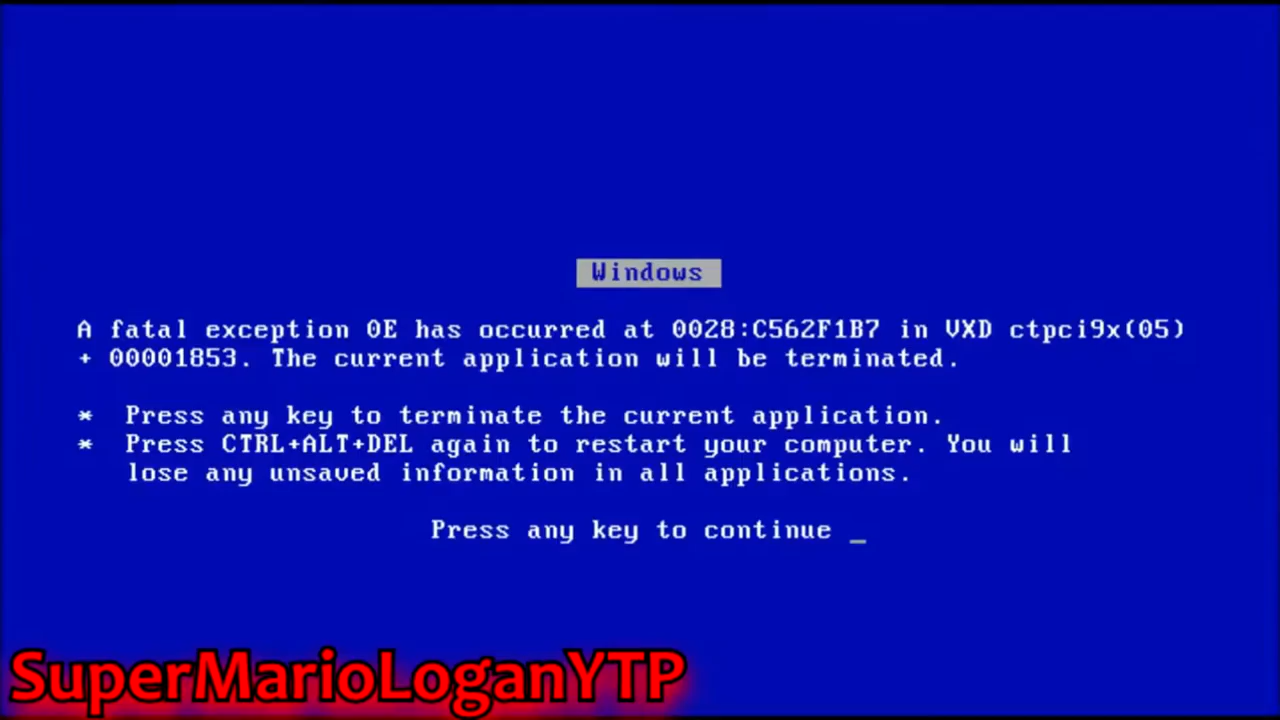 Windows
A fatal exception 0E has occurred at 0028:C562F1B7 in VXD ctpci9x(05)
+ 00001853. The current application will be terminated.
* Press any key to terminate the current application.
* Press CTRL+ALT+DEL again to restart your computer. You will
lose any unsaved information in all applications.
Press any key to continue _
SuperMarioLoganYTP